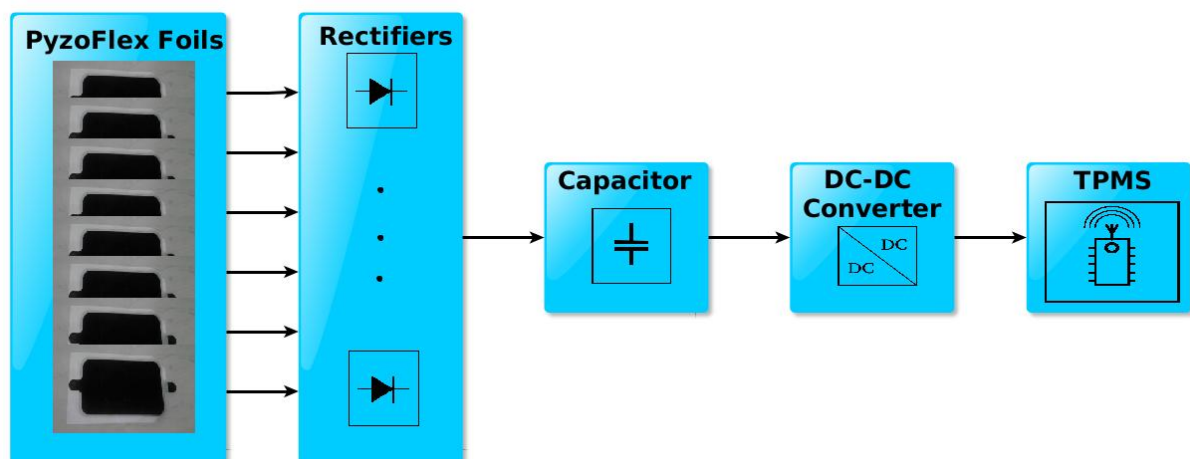 PyzoFlex Foils
Rectifiers
Capacitor
DC-DC
Converter
DC
DC
TPMS